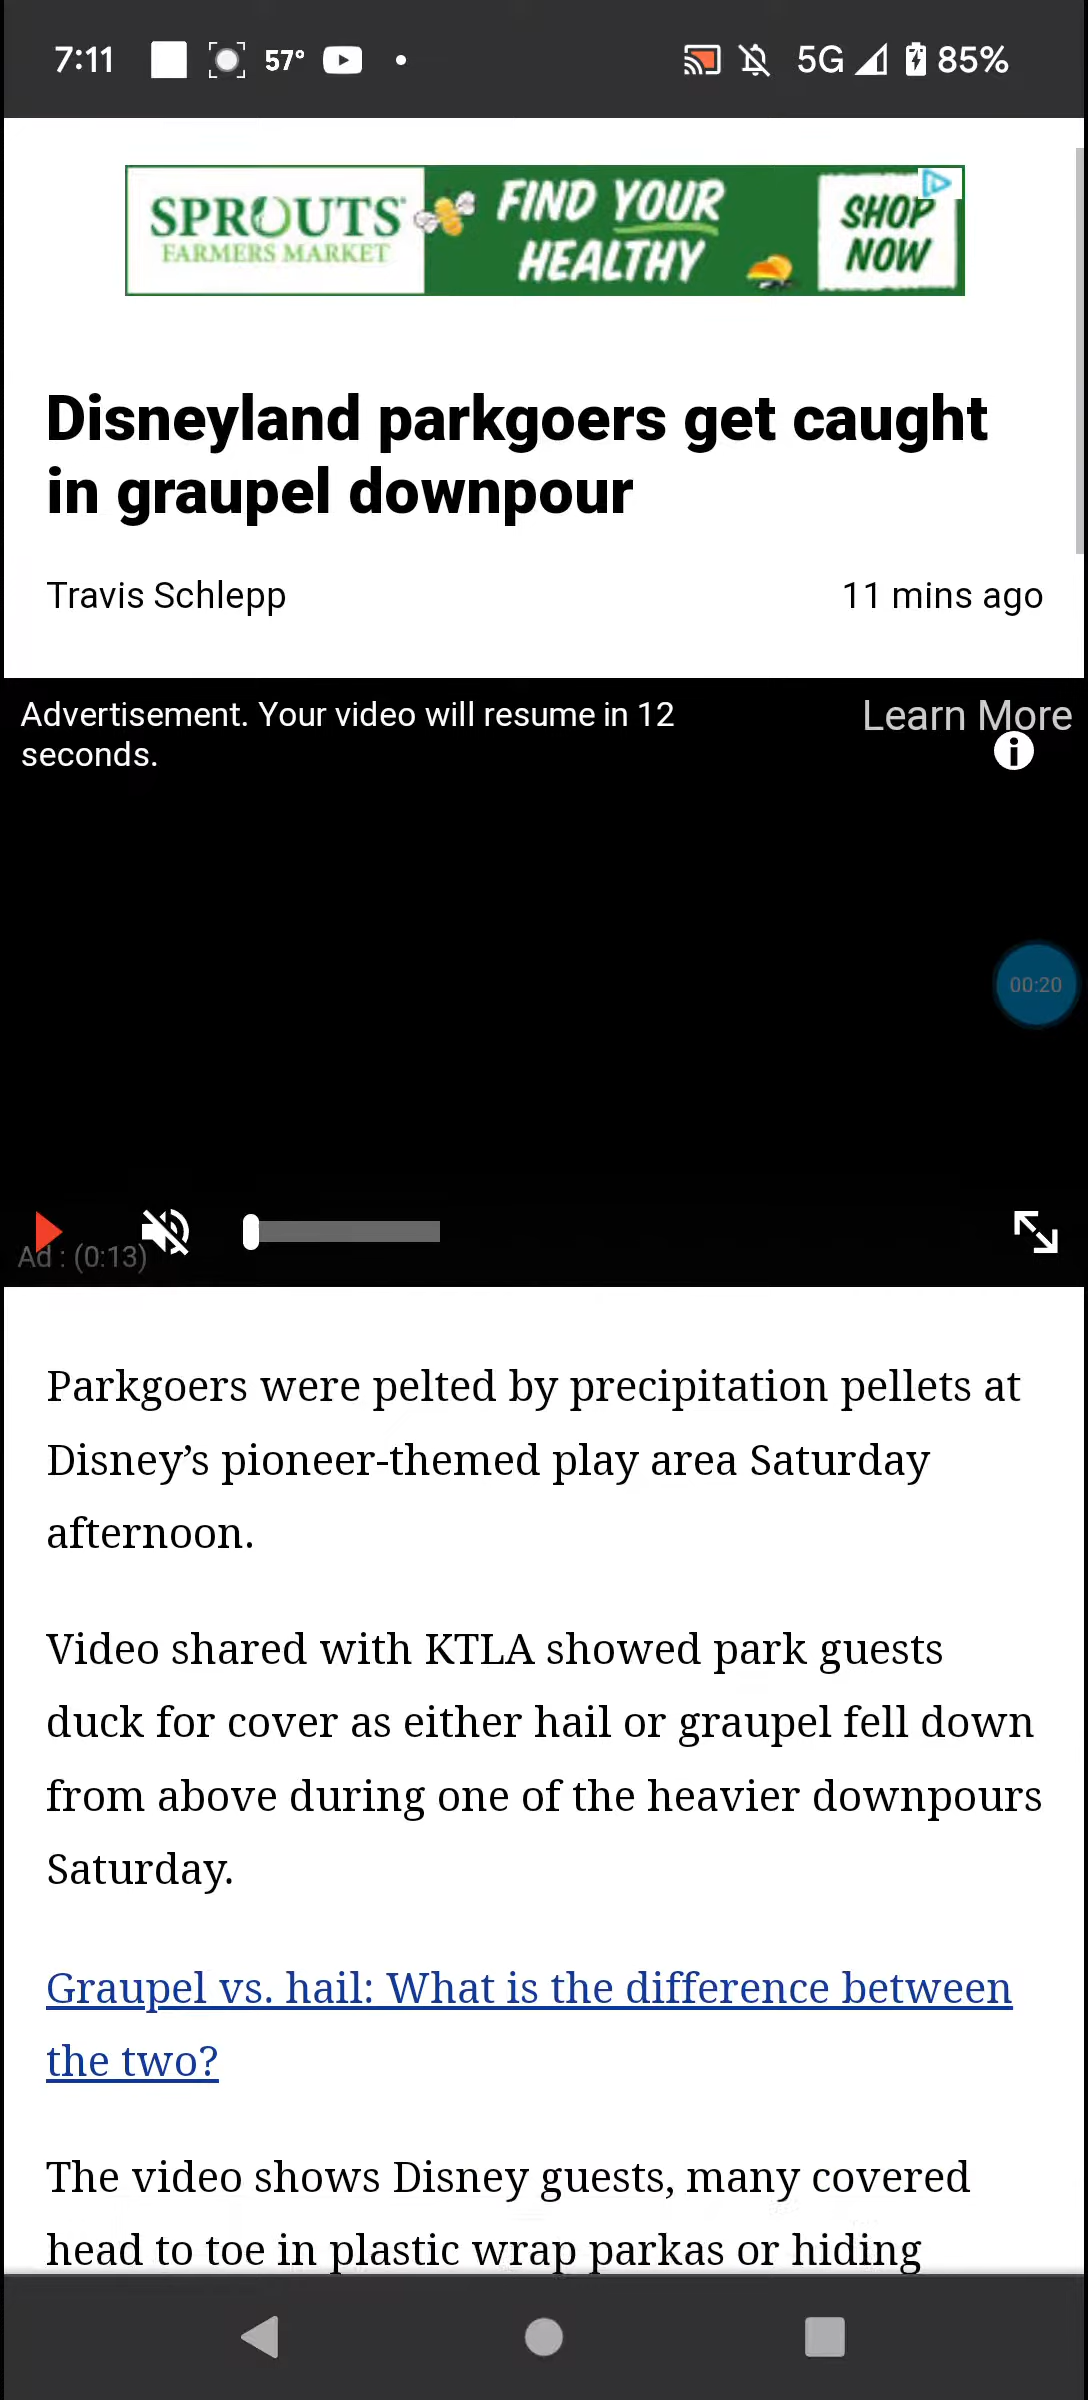 7:11 57° 5G 85%
SPROUTS FIND YOUR SHOP
FARMERS MARKET HEALTHY NOW
Disneyland parkgoers get caught
in graupel downpour
Travis Schlepp 11 mins ago
Advertisement. Your video will resume in 12 Learn More
seconds.
00:20
Ad : (0:13)
Parkgoers were pelted by precipitation pellets at
Disney’s pioneer-themed play area Saturday
afternoon.
Video shared with KTLA showed park guests
duck for cover as either hail or graupel fell down
from above during one of the heavier downpours
Saturday.
Graupel vs. hail: What is the difference between
the two?
The video shows Disney guests, many covered
head to toe in plastic wrap parkas or hiding